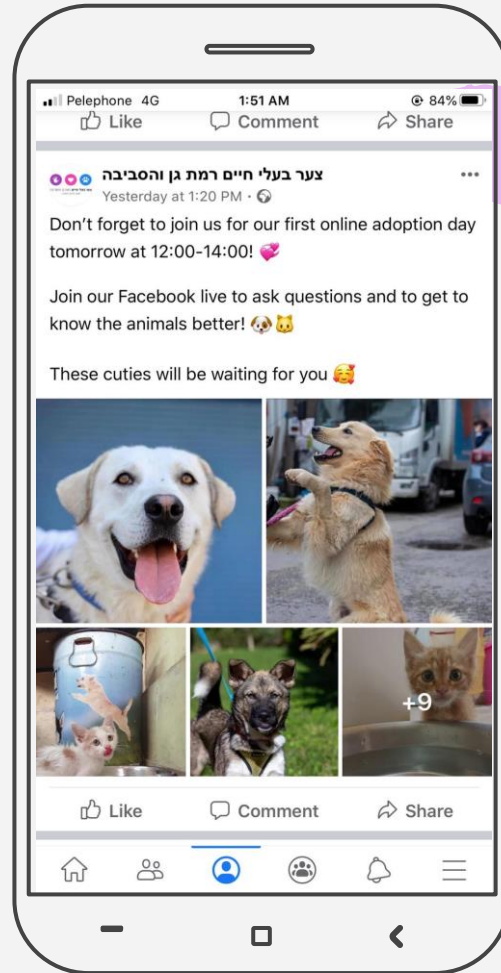 Pelephone 4G 1:51 AM 84%
Like Comment Share
צער בעלי חיים רמת גן והסביבה
Yesterday at 1:20 PM ·
Don't forget to join us for our first online adoption day
tomorrow at 12:00-14:00! 💞
Join our Facebook live to ask questions and to get to
know the animals better! 🐶🐱
These cuties will be waiting for you 🥰
+9
Like Comment Share